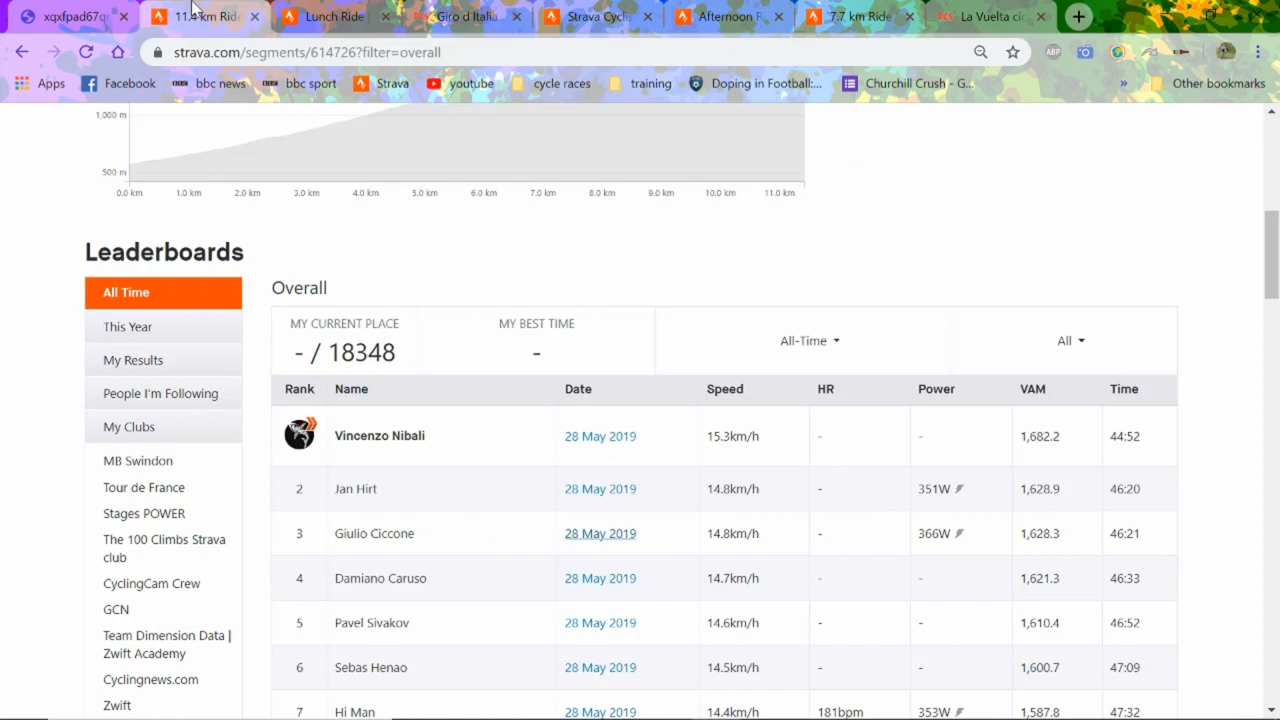 xqxfpad67q
11.4 km Ride
Lunch Ride
Giro d'Italia
Strava Cyclis
Afternoon R
7.7 km Ride
La Vuelta cic
strava.com/segments/614726?filter=overall
ABP
Apps Facebook bbc news bbc sport Strava youtube cycle races training Doping in Football:... Churchill Crush - G... » Other bookmarks
1,000 m
500 m
0.0 km 1.0 km 2.0 km 3.0 km 4.0 km 5.0 km 6.0 km 7.0 km 8.0 km 9.0 km 10.0 km 11.0 km
Leaderboards
All Time
This Year
My Results
People I'm Following
My Clubs
MB Swindon
Tour de France
Stages POWER
The 100 Climbs Strava
club
CyclingCam Crew
GCN
Team Dimension Data |
Zwift Academy
Cyclingnews.com
Zwift
Overall
MY CURRENT PLACE MY BEST TIME
- / 18348 - All-Time All
Rank Name Date Speed HR Power VAM Time
Vincenzo Nibali 28 May 2019 15.3km/h - - 1,682.2 44:52
2 Jan Hirt 28 May 2019 14.8km/h - 351W 1,628.9 46:20
3 Giulio Ciccone 28 May 2019 14.8km/h - 366W 1,628.3 46:21
4 Damiano Caruso 28 May 2019 14.7km/h - - 1,621.3 46:33
5 Pavel Sivakov 28 May 2019 14.6km/h - - 1,610.4 46:52
6 Sebas Henao 28 May 2019 14.5km/h - - 1,600.7 47:09
7 Hi Man 28 May 2019 14.4km/h 181bpm 353W 1,587.8 47:32